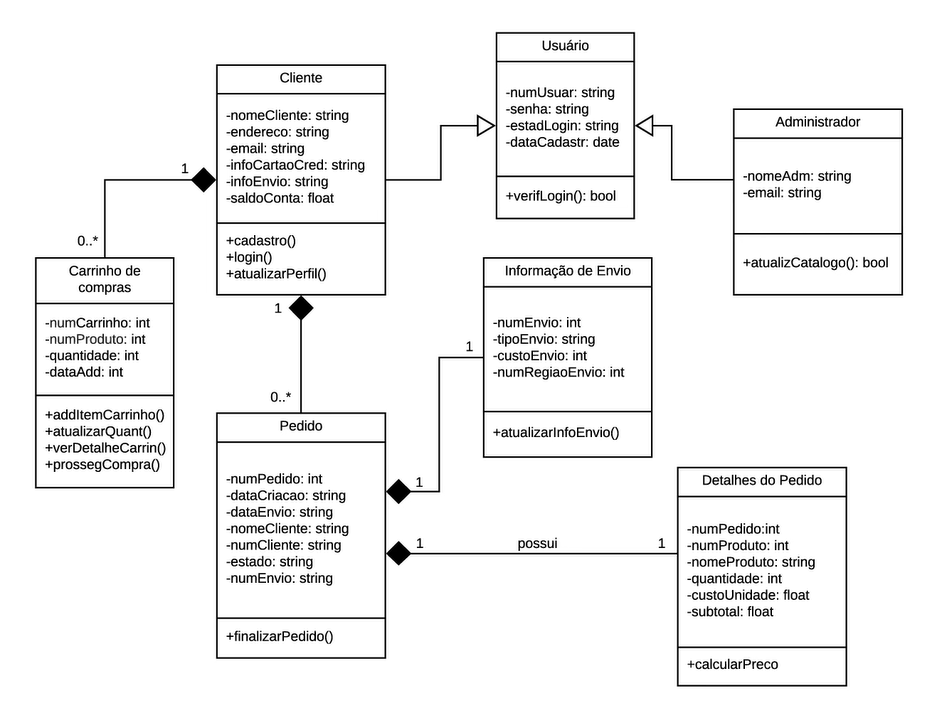 Usuário
-numUsuar: string
-senha: string
-estadLogin: string
-dataCadastr: date
+verifLogin(): bool
Cliente
-nomeCliente: string
-endereco: string
-email: string
-infoCartaoCred: string
-infoEnvio: string
-saldoConta: float
+cadastro()
+login()
+atualizarPerfil()
Administrador
-nomeAdm: string
-email: string
+atualizCatalogo(): bool
1
0..*
Carrinho de
compras
-numCarrinho: int
-numProduto: int
-quantidade: int
-dataAdd: int
+addItemCarrinho()
+atualizarQuant()
+verDetalheCarrin()
+prossegCompra()
1
0..*
Informação de Envio
-numEnvio: int
-tipoEnvio: string
-custoEnvio: int
-numRegiaoEnvio: int
+atualizarInfoEnvio()
1
1
Pedido
-numPedido: int
-dataCriacao: string
-dataEnvio: string
-nomeCliente: string
-numCliente: string
-estado: string
-numEnvio: string
+finalizarPedido()
1
possui
1
Detalhes do Pedido
-numPedido:int
-numProduto: int
-nomeProduto: string
-quantidade: int
-custoUnidade: float
-subtotal: float
+calcularPreco